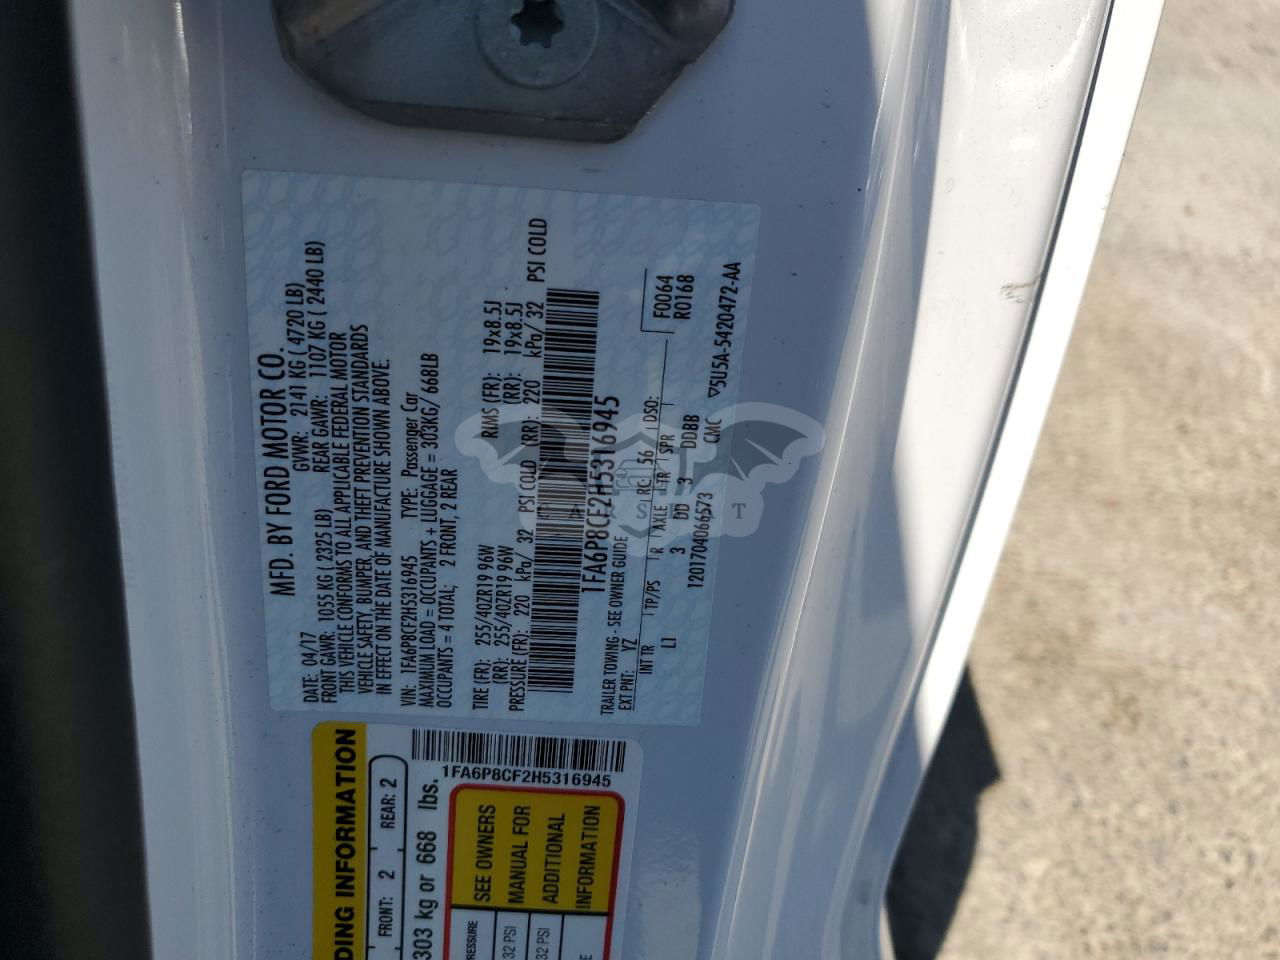 MFD. BY FORD MOTOR CO.
DATE: 04/17 GVWR: 2141 KG ( 4720 LB)
FRONT GAWR: 1055 KG ( 2325 LB) REAR GAWR: 1107 KG ( 2440 LB)
THIS VEHICLE CONFORMS TO ALL APPLICABLE FEDERAL MOTOR
VEHICLE SAFETY, BUMPER, AND THEFT PREVENTION STANDARDS
IN EFFECT ON THE DATE OF MANUFACTURE SHOWN ABOVE.
VIN: 1FA6P8CF2H5316945 TYPE: Passenger Car
MAXIMUM LOAD = OCCUPANTS + LUGGAGE = 303KG/ 668LB
OCCUPANTS = 4 TOTAL; 2 FRONT, 2 REAR
TIRE (FR): 255/40ZR19 96W RIMS (FR): 19x8.5J
(RR): 255/40ZR19 96W (RR): 19x8.5J
PRESSURE (FR): 220 kPa/ 32 PSI COLD (RR): 220 kPa/ 32 PSI COLD
1FA6P8CF2H5316945
TRAILER TOWING - SEE OWNER GUIDE
EXT PNT: YZ RC: 56 DSO: F0064
R0168
INT TR TP/PS R AXLE TR SPR
LI 3 DD 3 DDBB
1201704066573 CMC ▽5U5A-5420472-AA
CARSBAT
DING INFORMATION
FRONT: 2 REAR: 2
303 kg or 668 lbs.
1FA6P8CF2H5316945
RESSURE
32 PSI
32 PSI
E
SEE OWNERS
MANUAL FOR
ADDITIONAL
INFORMATION